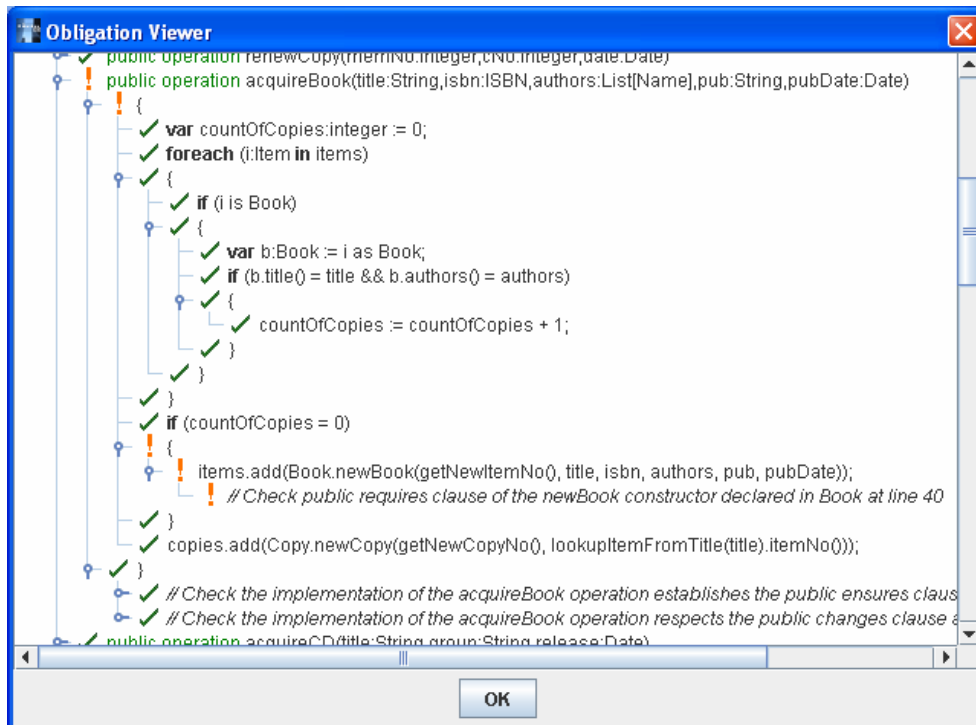 Obligation Viewer
public operation renewCopy(memNo:Integer,cNo:Integer,date:Date)
public operation acquireBook(title:String,isbn:ISBN,authors:List[Name],pub:String,pubDate:Date)
{
var countOfCopies:integer := 0;
foreach (i:Item in items)
{
if (i is Book)
{
var b:Book := i as Book;
if (b.title() = title && b.authors() = authors)
{
countOfCopies := countOfCopies + 1;
}
}
}
if (countOfCopies = 0)
{
items.add(Book.newBook(getNewItemNo(), title, isbn, authors, pub, pubDate));
// Check public requires clause of the newBook constructor declared in Book at line 40
}
copies.add(Copy.newCopy(getNewCopyNo(), lookupItemFromTitle(title).itemNo()));
}
// Check the implementation of the acquireBook operation establishes the public ensures claus
// Check the implementation of the acquireBook operation respects the public changes clause a
public operation acquireCD(title:String,group:String,release:Date)
OK